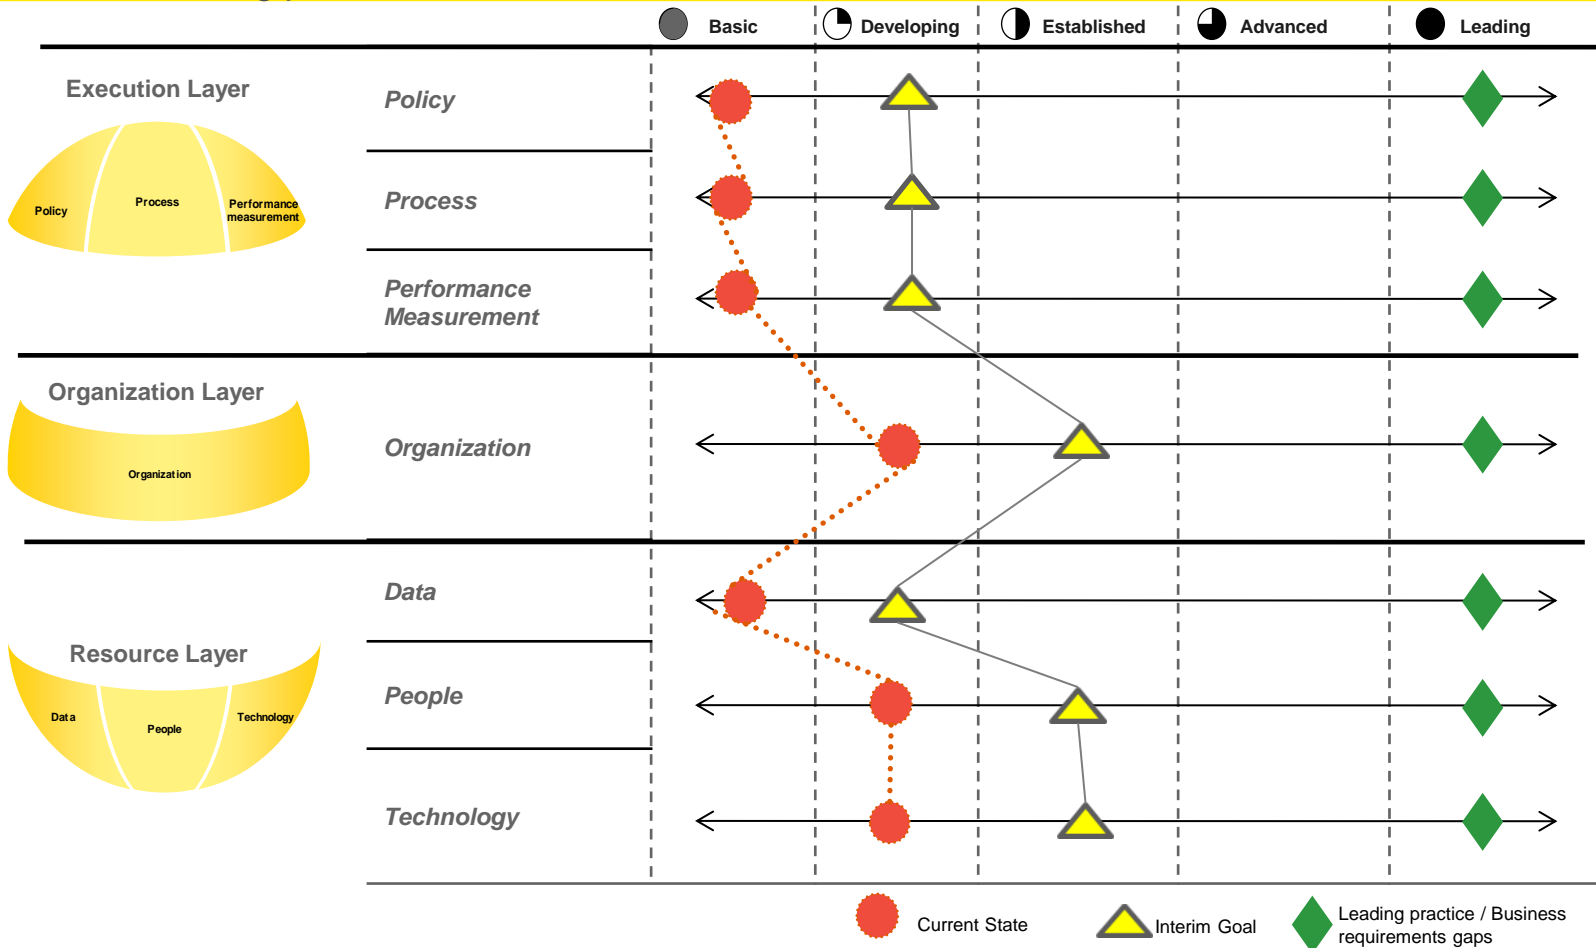 Basic
Developing
Established
Advanced
Leading
Execution Layer
Policy
Process
Performance
measurement
Policy
Process
Performance
Measurement
Organization Layer
Organization
Organization
Resource Layer
Data
People
Technology
Data
People
Technology
Current State
Interim Goal
Leading practice / Business
requirements gaps